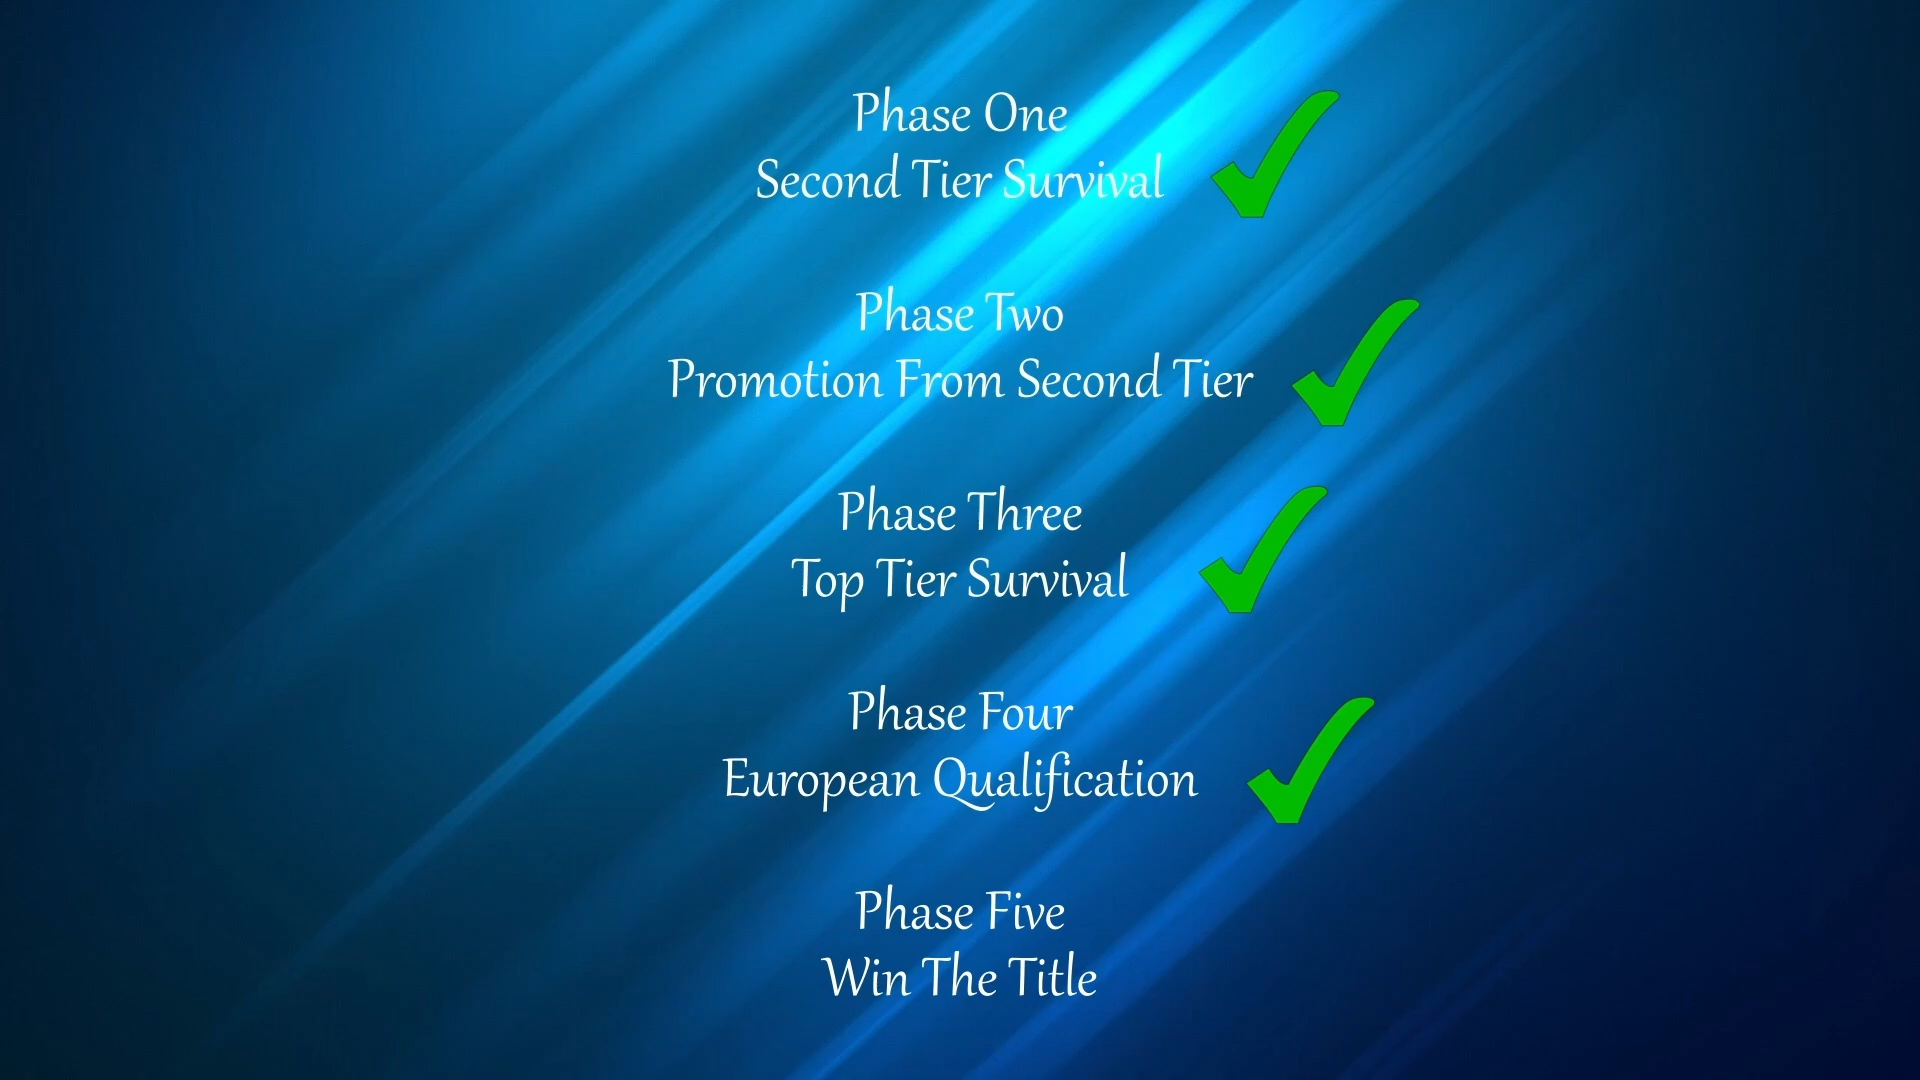 Phase One
Second Tier Survival
Phase Two
Promotion From Second Tier
Phase Three
Top Tier Survival
Phase Four
European Qualification
Phase Five
Win The Title